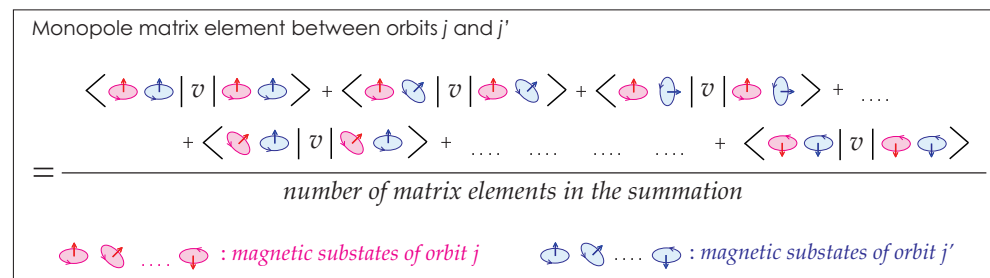 Monopole matrix element between orbits j and j’
⟨ | v | ⟩ + ⟨ | v | ⟩ + ⟨ | v | ⟩ + ....
+ ⟨ | v | ⟩ + .... .... .... .... + ⟨ | v | ⟩
=
number of matrix elements in the summation
.... : magnetic substates of orbit j .... : magnetic substates of orbit j’